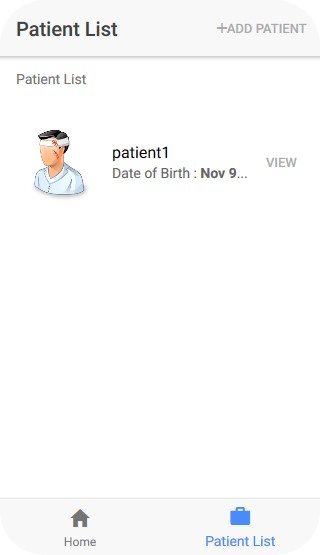 Patient List
+ADD PATIENT
Patient List
patient1
Date of Birth : Nov 9...
VIEW
Home
Patient List